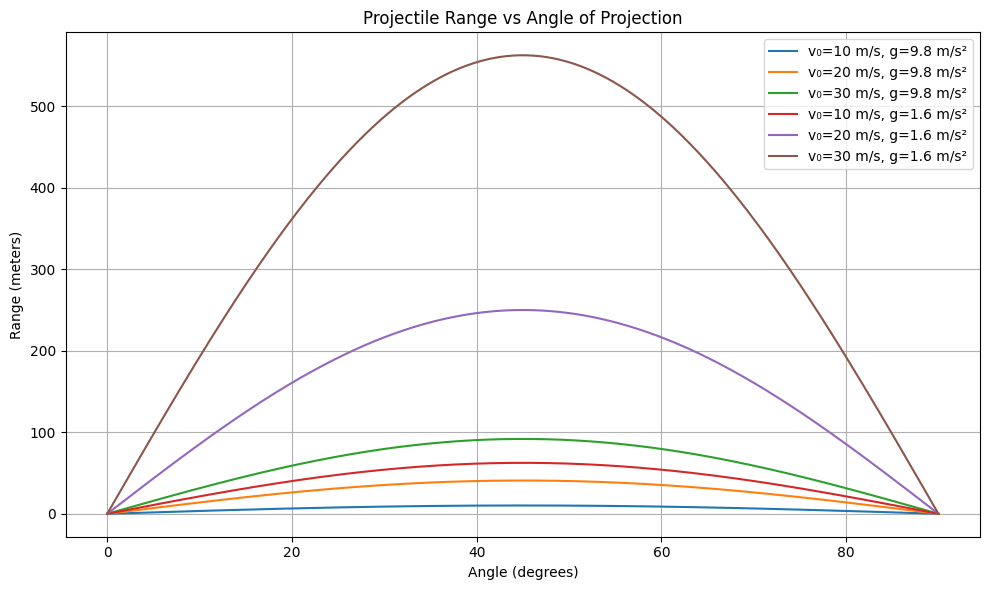 Projectile Range vs Angle of Projection
v₀=10 m/s, g=9.8 m/s²
v₀=20 m/s, g=9.8 m/s²
v₀=30 m/s, g=9.8 m/s²
v₀=10 m/s, g=1.6 m/s²
v₀=20 m/s, g=1.6 m/s²
v₀=30 m/s, g=1.6 m/s²
Range (meters)
500
400
300
200
100
0
0 20 40 60 80
Angle (degrees)